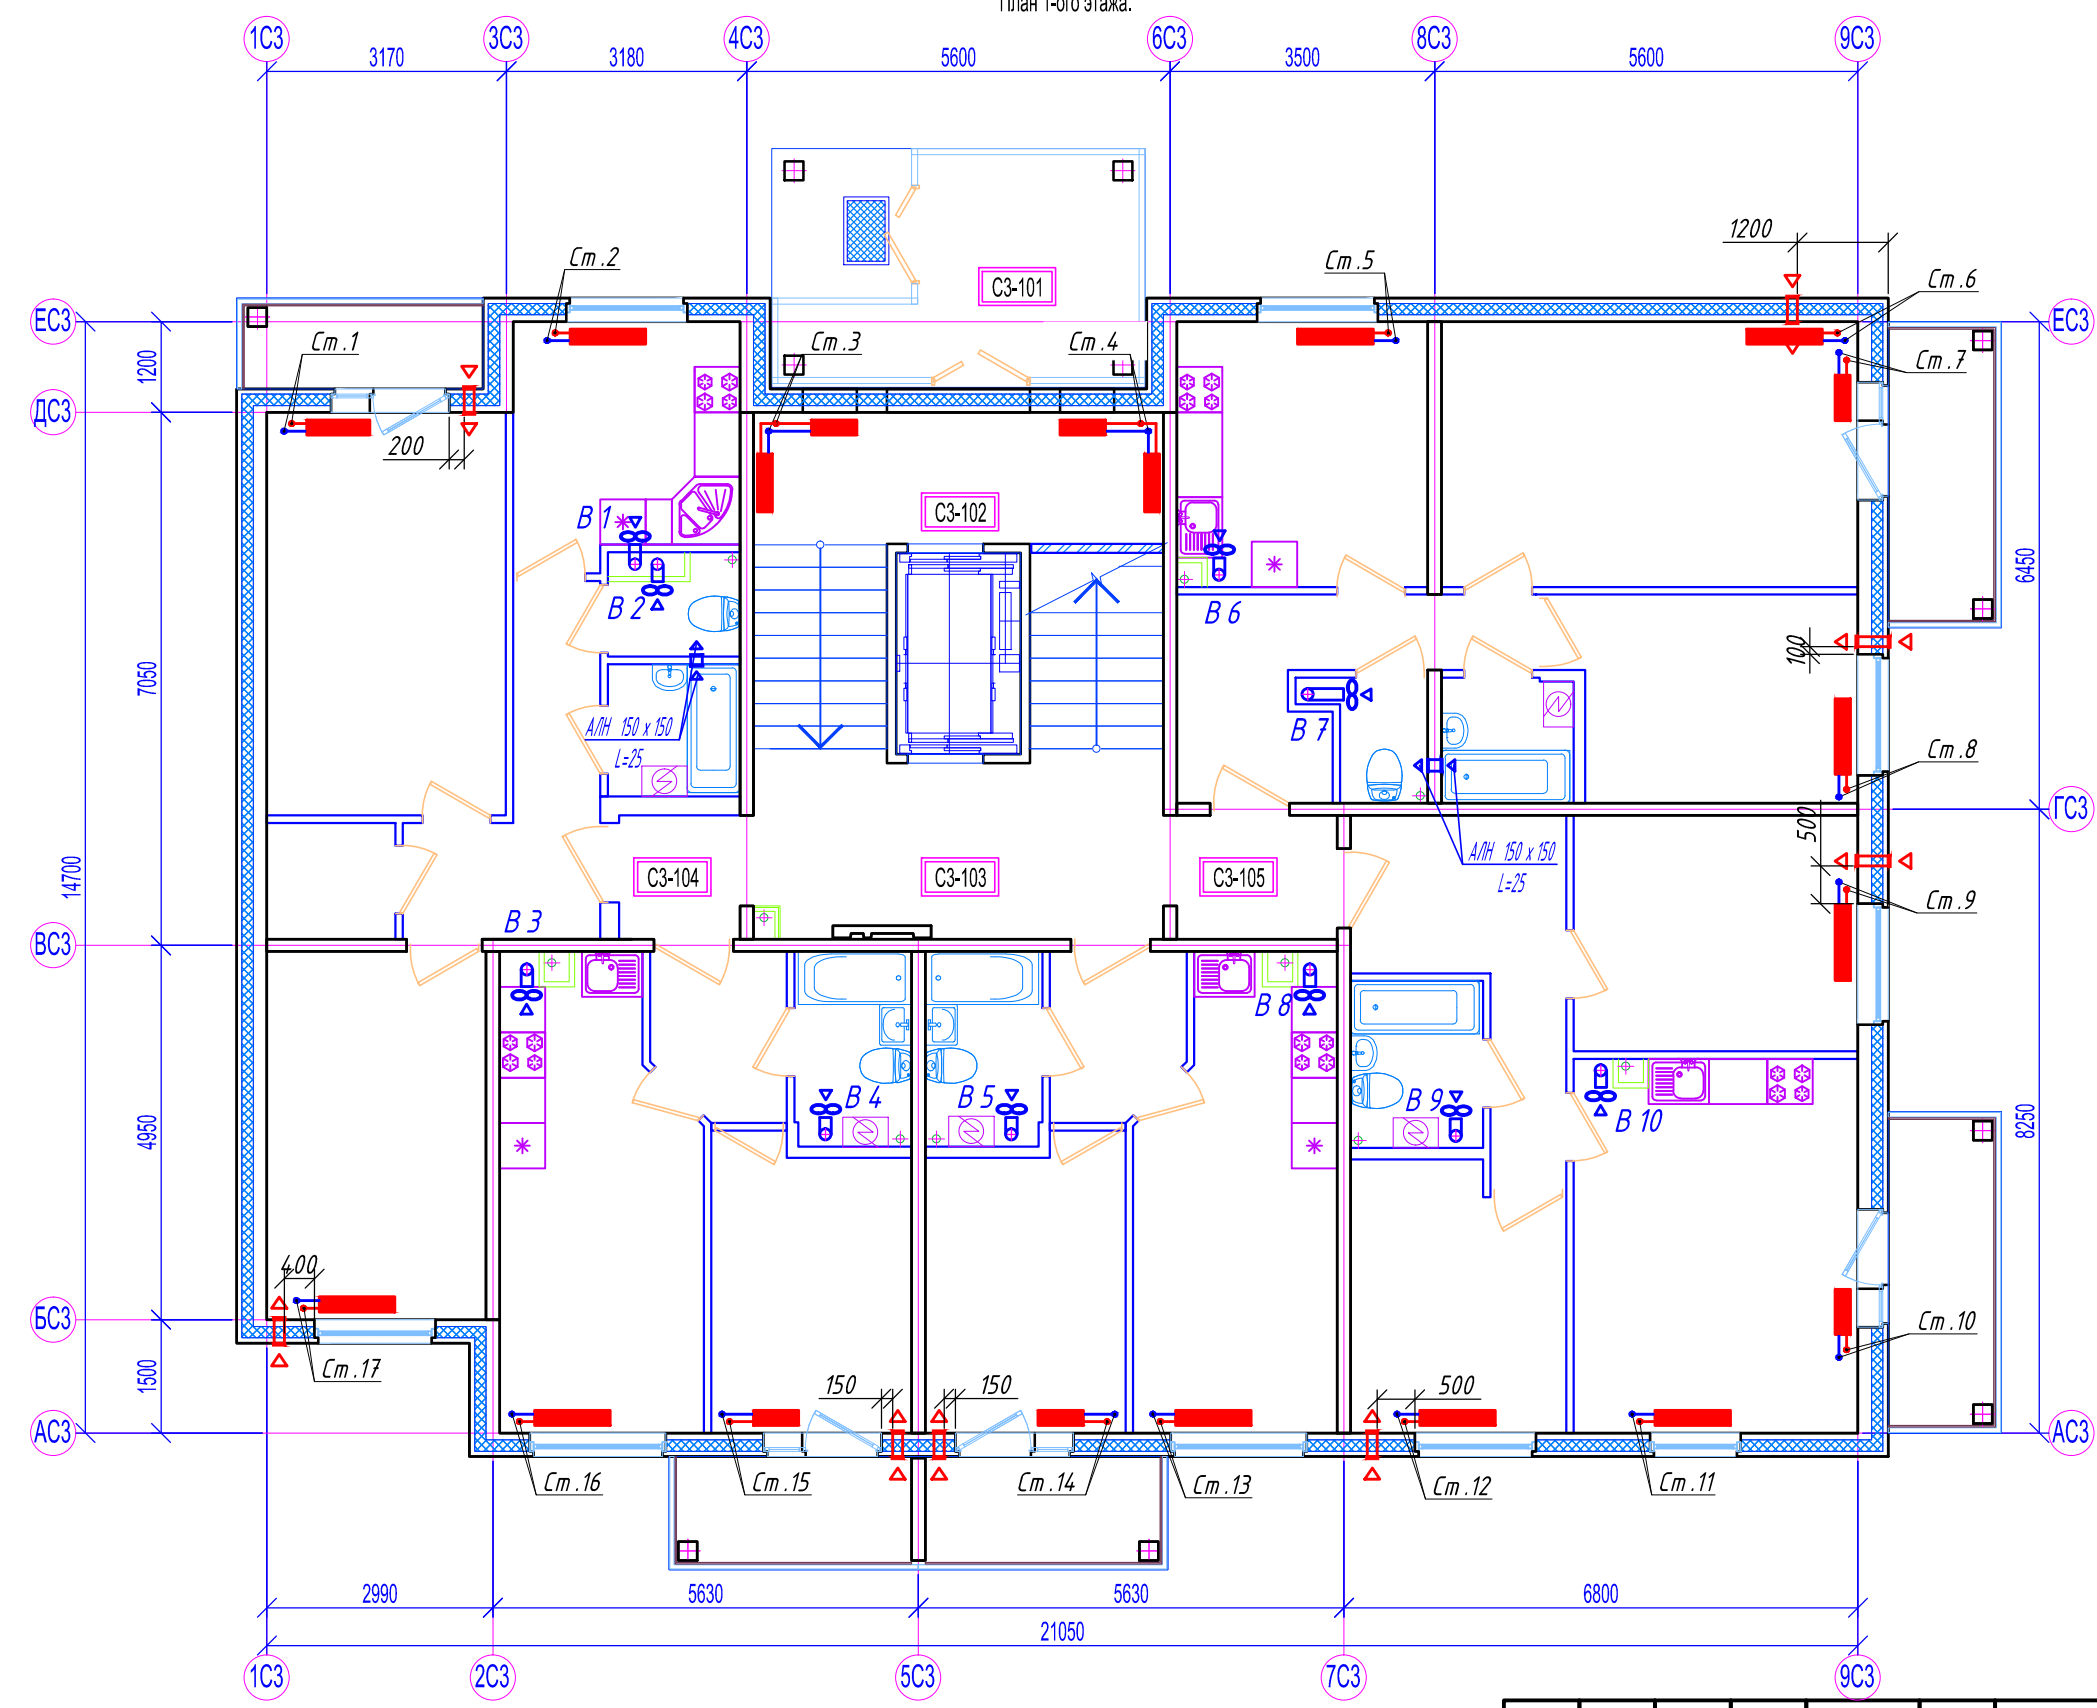 План 1-ого этажа.
1С3
3С3
4С3
6С3
8С3
9С3
3170
3180
5600
3500
5600
1200
Ст.2
Ст.5
Ст.6
С3-101
ЕС3
ЕС3
Ст.1
Ст.3
Ст.4
Ст.7
1200
ДС3
200
С3-102
В 1
6450
В 2
В 6
100
7050
АЛН 150 х 150
L=25
В 7
Ст.8
ГС3
500
АЛН 150 х 150
L=25
14700
С3-104
С3-103
С3-105
Ст.9
В 3
ВС3
В 8
В 4
В 5
В 9
В 10
4950
8250
400
БС3
Ст.10
Ст.17
1500
150
150
500
АС3
АС3
Ст.16
Ст.15
Ст.14
Ст.13
Ст.12
Ст.11
2990
5630
5630
6800
21050
1С3
2С3
5С3
7С3
9С3